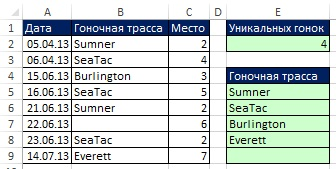 A B C D E
1 Дата Гоночная трасса Место Уникальных гонок
2 05.04.13 Sumner 2 4
3 06.04.13 SeaTac 4
4 15.06.13 Burlington 3 Гоночная трасса
5 16.06.13 SeaTac 5 Sumner
6 21.06.13 Sumner 2 SeaTac
7 22.06.13 6 Burlington
8 23.06.13 SeaTac 2 Everett
9 14.07.13 Everett 7